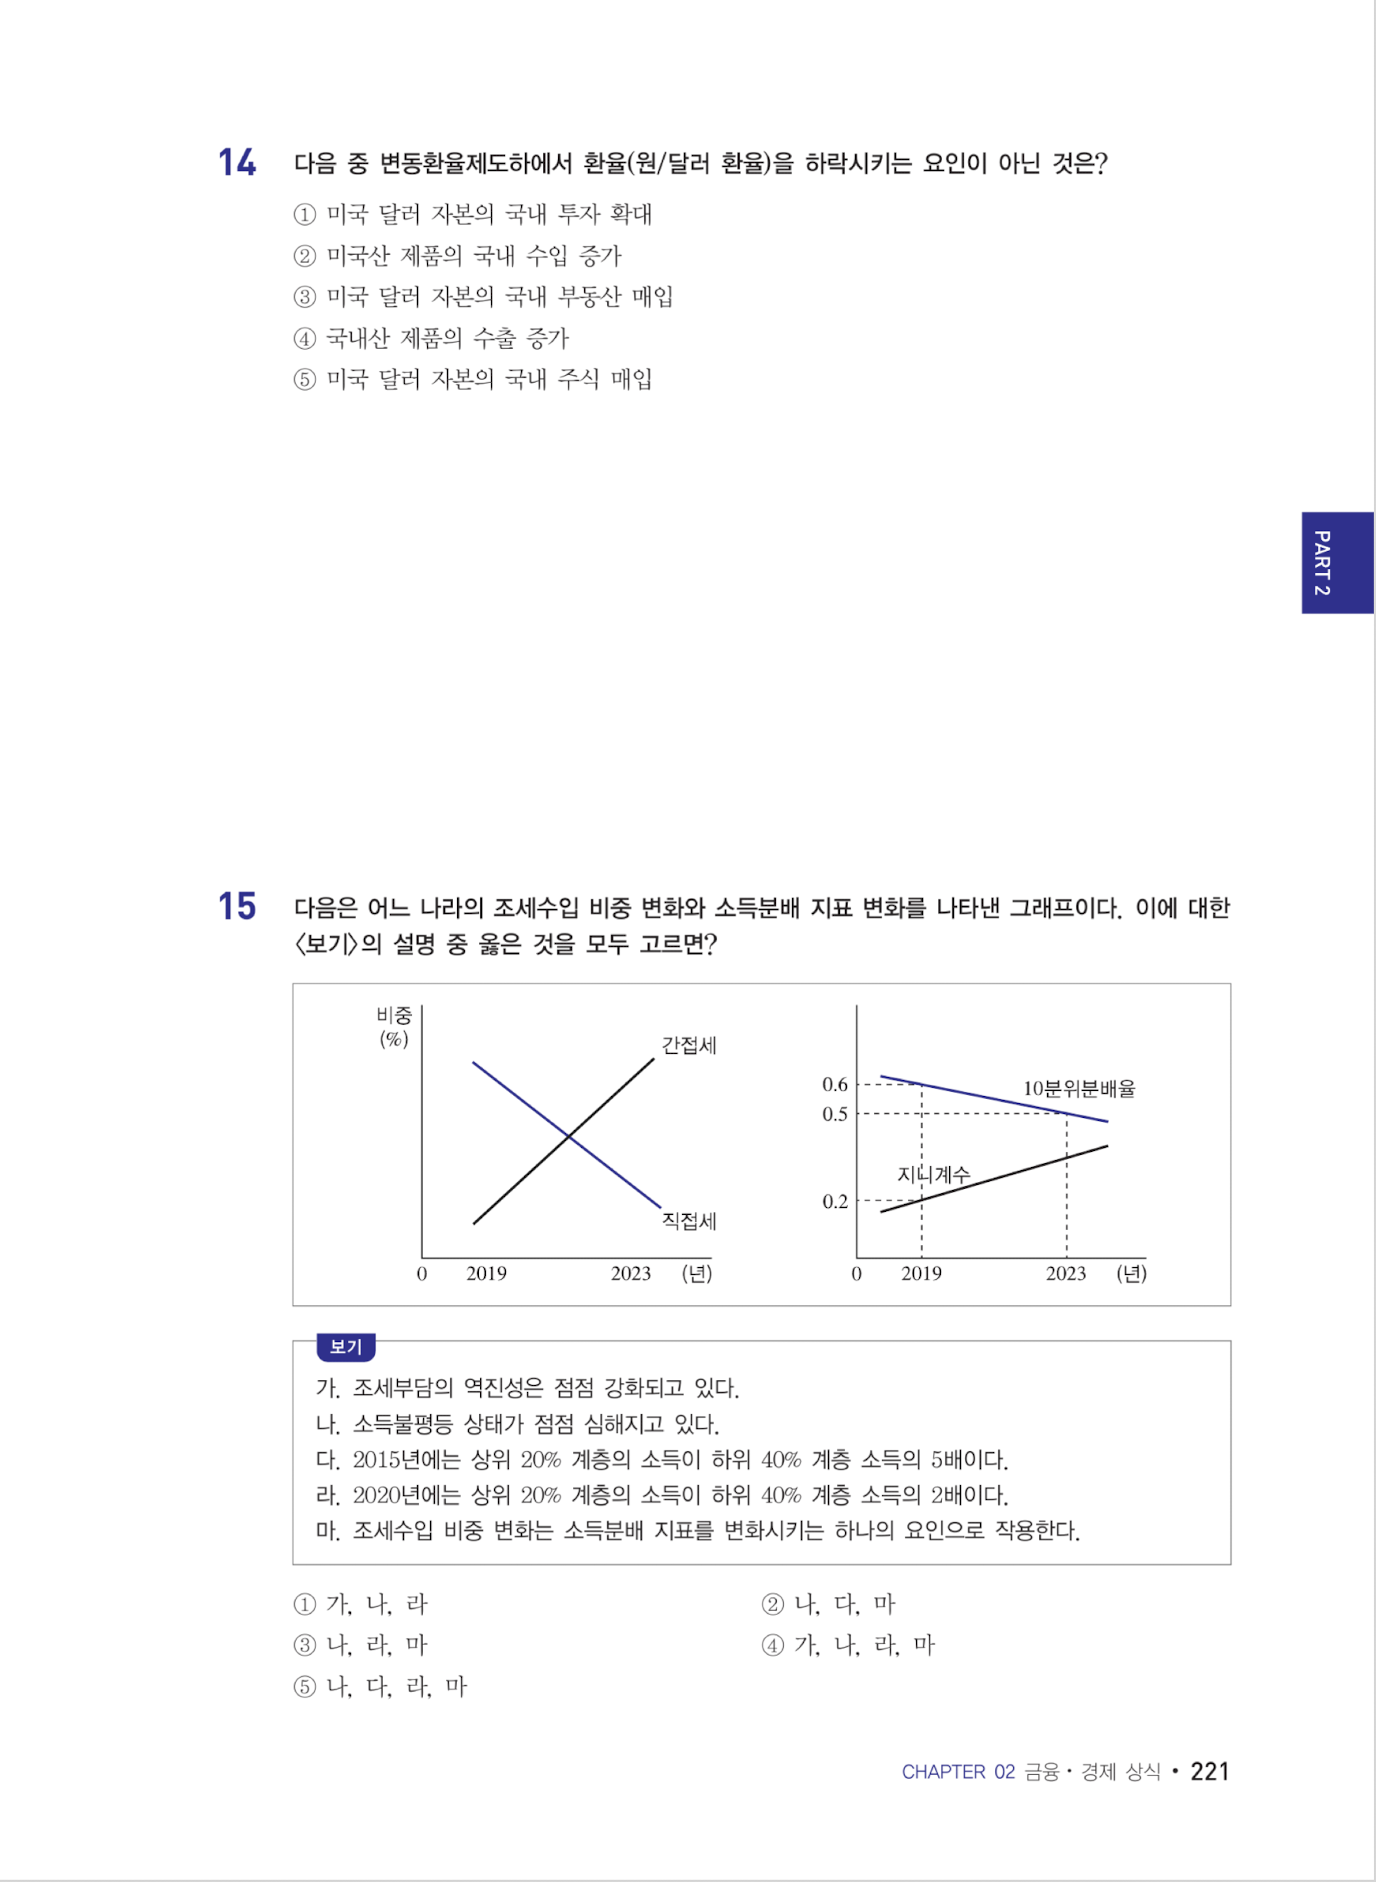 14 다음 중 변동환율제도하에서 환율(원/달러 환율)을 하락시키는 요인이 아닌 것은?
① 미국 달러 자본의 국내 투자 확대
② 미국산 제품의 국내 수입 증가
③ 미국 달러 자본의 국내 부동산 매입
④ 국내산 제품의 수출 증가
⑤ 미국 달러 자본의 국내 주식 매입
PART 2
15 다음은 어느 나라의 조세수입 비중 변화와 소득분배 지표 변화를 나타낸 그래프이다. 이에 대한
〈보기〉의 설명 중 옳은 것을 모두 고르면?
비중
(%)
간접세
직접세
0 2019 2023 (년)
0.6
10분위분배율
0.5
지니계수
0.2
0 2019 2023 (년)
보기
가. 조세부담의 역진성은 점점 강화되고 있다.
나. 소득불평등 상태가 점점 심해지고 있다.
다. 2015년에는 상위 20% 계층의 소득이 하위 40% 계층 소득의 5배이다.
라. 2020년에는 상위 20% 계층의 소득이 하위 40% 계층 소득의 2배이다.
마. 조세수입 비중 변화는 소득분배 지표를 변화시키는 하나의 요인으로 작용한다.
① 가, 나, 라 ② 나, 다, 마
③ 나, 라, 마 ④ 가, 나, 라, 마
⑤ 나, 다, 라, 마
CHAPTER 02 금융·경제 상식 • 221